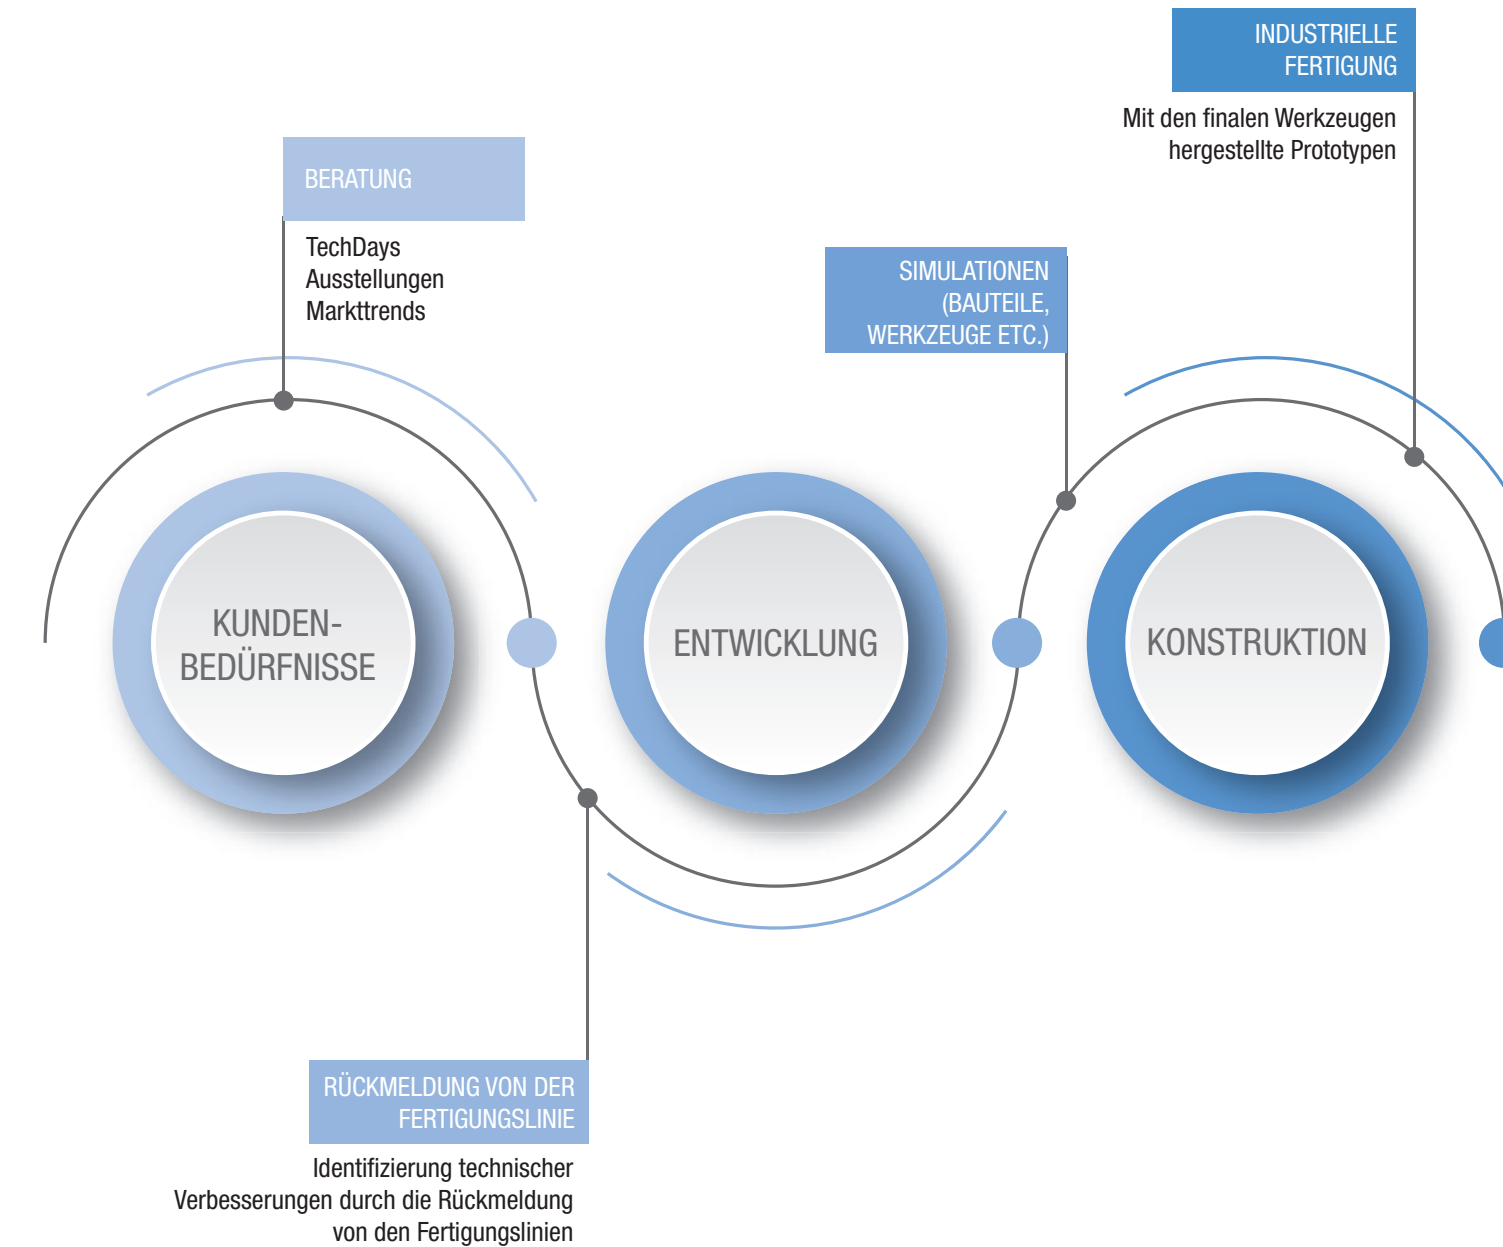 BERATUNG
TechDays
Ausstellungen
Markttrends
KUNDEN-
BEDÜRFNISSE
RÜCKMELDUNG VON DER
FERTIGUNGSLINIE
Identifizierung technischer
Verbesserungen durch die Rückmeldung
von den Fertigungslinien
ENTWICKLUNG
SIMULATIONEN
(BAUTEILE,
WERKZEUGE ETC.)
INDUSTRIELLE
FERTIGUNG
Mit den finalen Werkzeugen
hergestellte Prototypen
KONSTRUKTION